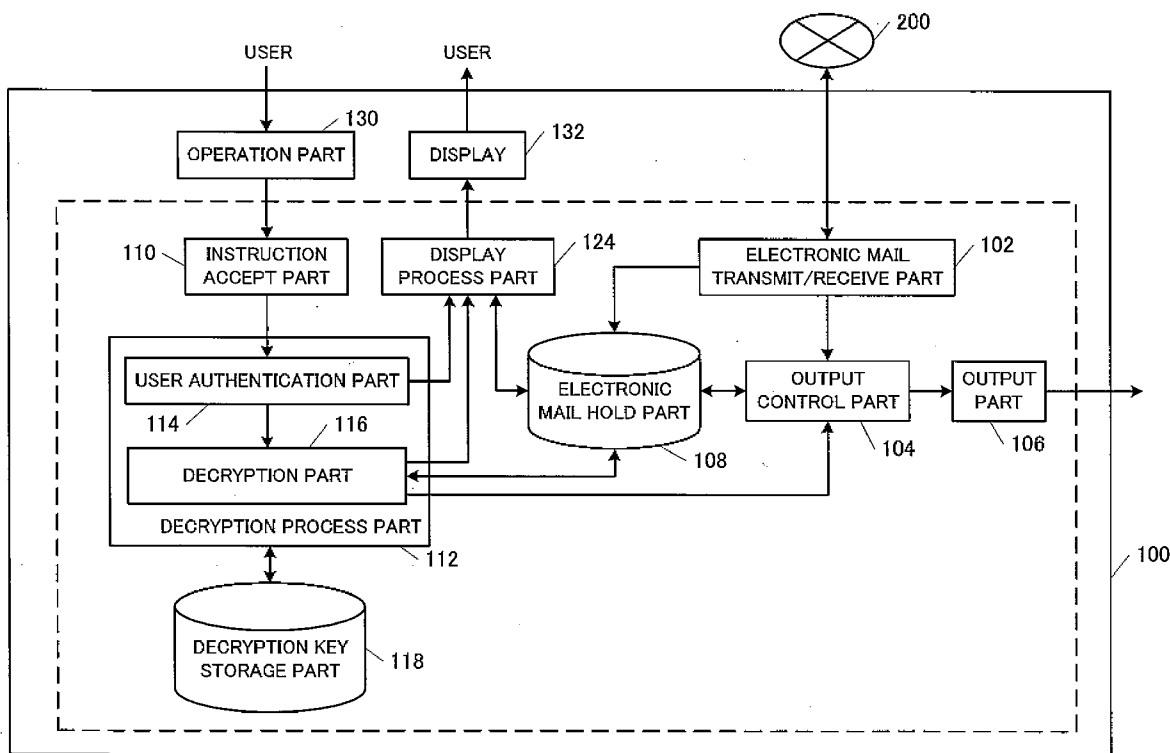 200
USER
USER
130
132
OPERATION PART
DISPLAY
110
INSTRUCTION
ACCEPT PART
DISPLAY
PROCESS PART
124
ELECTRONIC MAIL
TRANSMIT/RECEIVE PART
102
USER AUTHENTICATION PART
114
116
DECRYPTION PART
DECRYPTION PROCESS PART
112
ELECTRONIC
MAIL HOLD PART
108
OUTPUT
CONTROL PART
104
OUTPUT
PART
106
100
DECRYPTION KEY
STORAGE PART
118